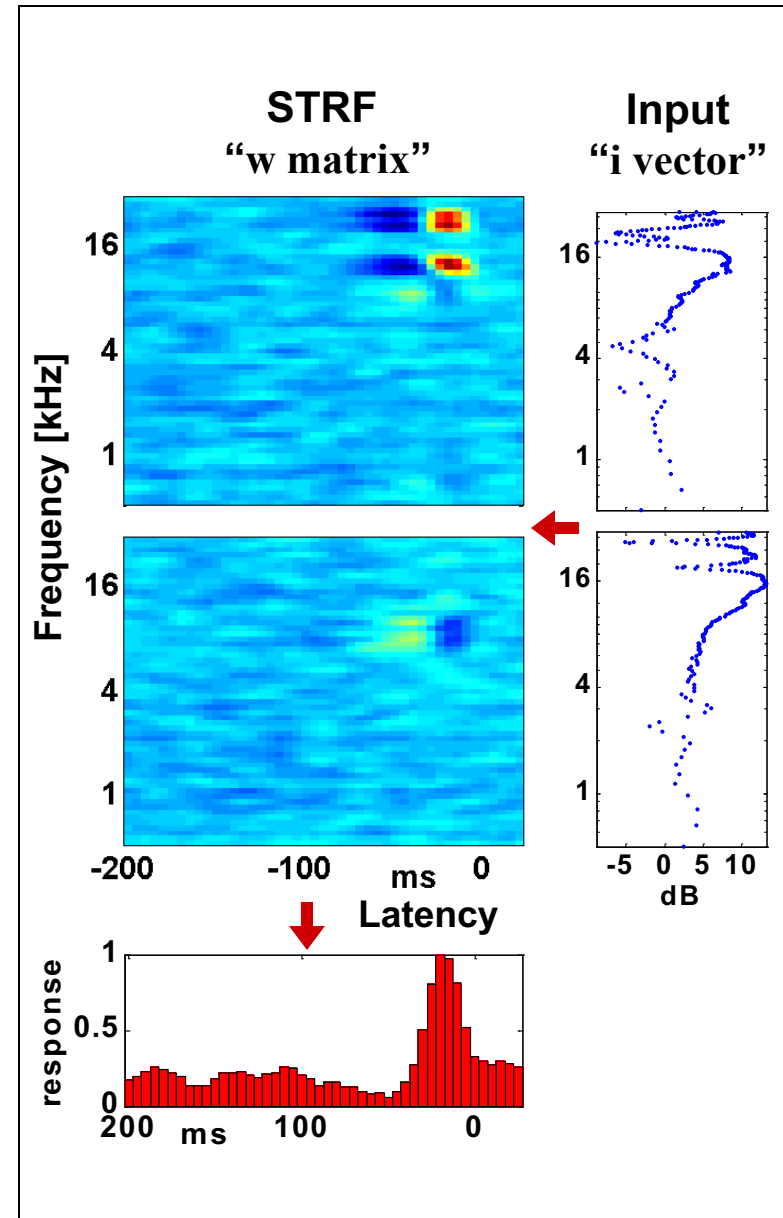 STRF
“w matrix”
Input
“i vector”
Frequency [kHz]
16
4
1
16
4
1
16
4
1
16
4
1
-200
-100
ms
0
Latency
-5
0
5
10
dB
response
1
0.5
0
200
ms
100
0